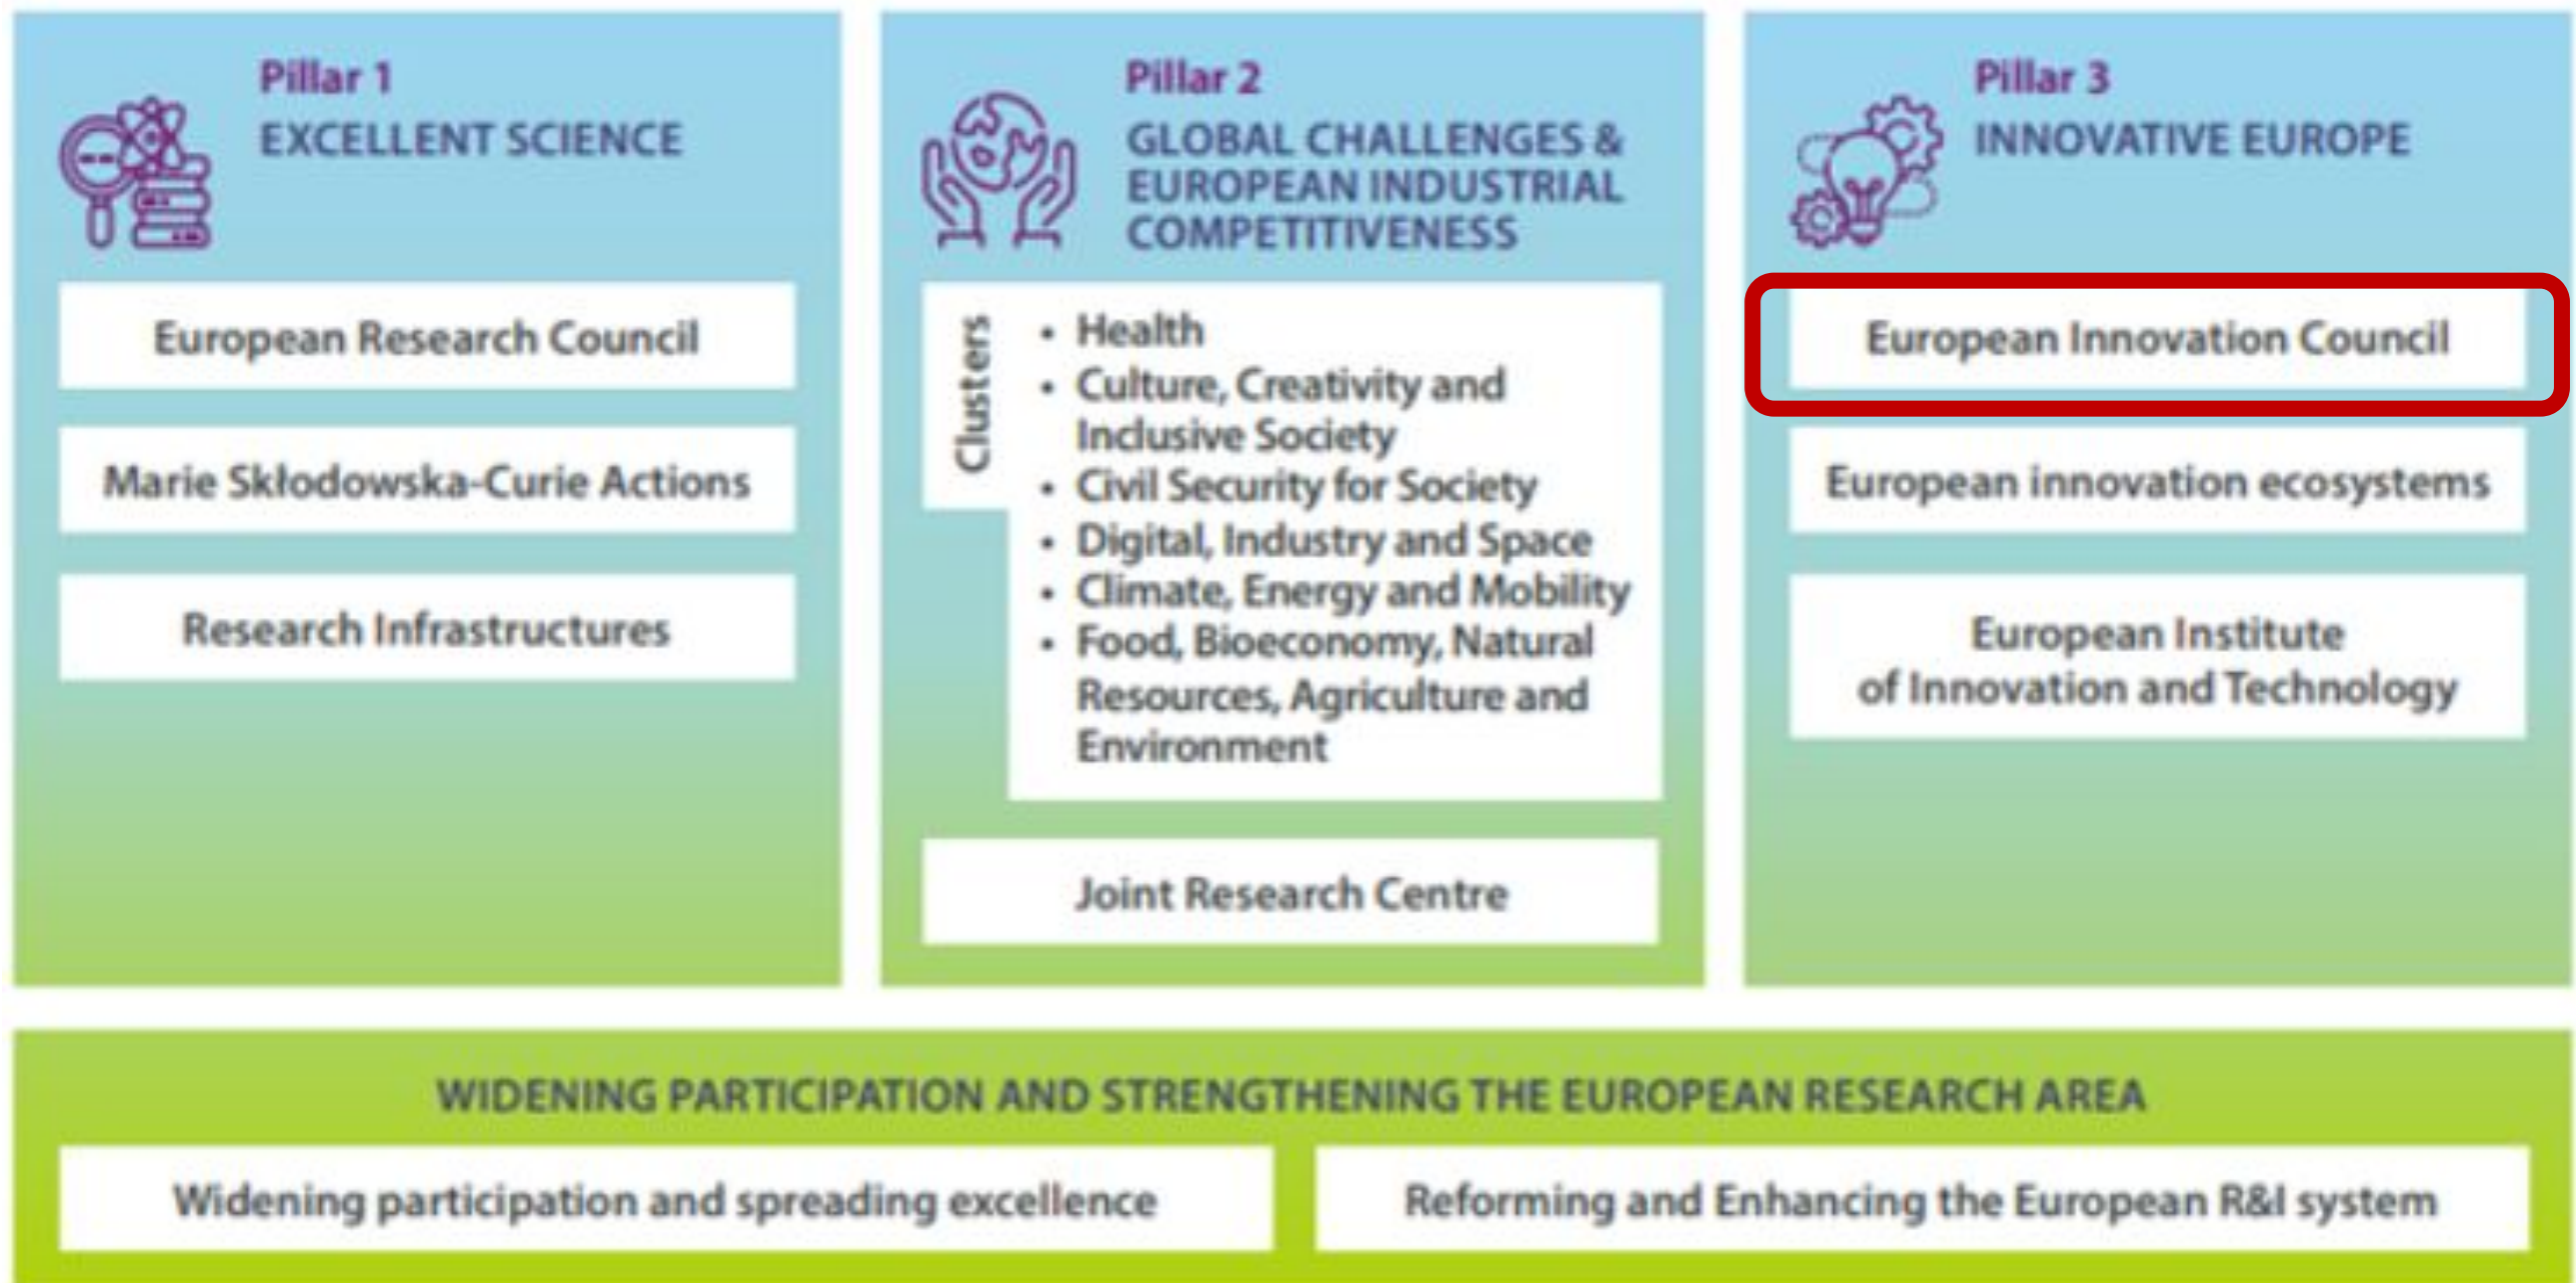 Pillar 1
EXCELLENT SCIENCE
European Research Council
Marie Skłodowska-Curie Actions
Research Infrastructures
Pillar 2
GLOBAL CHALLENGES &
EUROPEAN INDUSTRIAL
COMPETITIVENESS
Clusters
• Health
• Culture, Creativity and
Inclusive Society
• Civil Security for Society
• Digital, Industry and Space
• Climate, Energy and Mobility
• Food, Bioeconomy, Natural
Resources, Agriculture and
Environment
Joint Research Centre
Pillar 3
INNOVATIVE EUROPE
European Innovation Council
European innovation ecosystems
European Institute
of Innovation and Technology
WIDENING PARTICIPATION AND STRENGTHENING THE EUROPEAN RESEARCH AREA
Widening participation and spreading excellence
Reforming and Enhancing the European R&I system